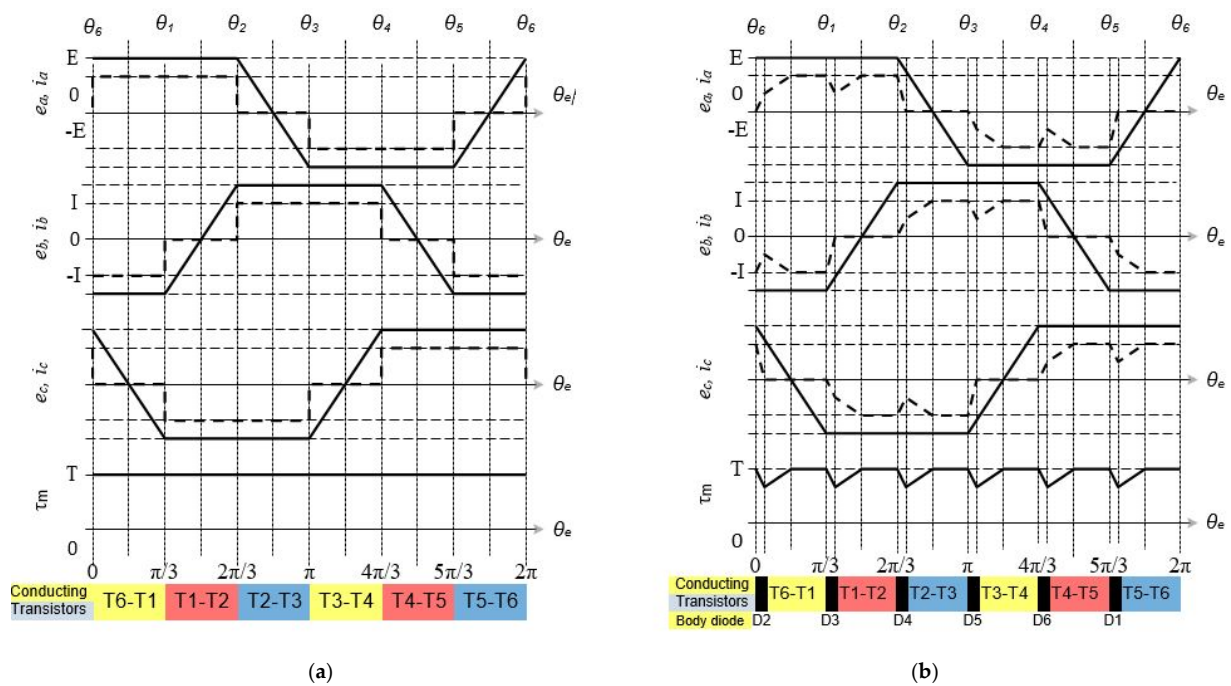 θ6 θ1 θ2 θ3 θ4 θ5 θ6
E
0
-E
ea, ia
θe/
I
0
-I
eb, ib
θe
ec, ic
θe
T
0
τm
θe
0 π/3 2π/3 π 4π/3 5π/3 2π
Conducting
Transistors
T6-T1 T1-T2 T2-T3 T3-T4 T4-T5 T5-T6
(a)
θ6 θ1 θ2 θ3 θ4 θ5 θ6
E
0
-E
ea, ia
θe
I
0
-I
eb, ib
θe
ec, ic
θe
T
0
τm
θe
0 π/3 2π/3 π 4π/3 5π/3 2π
Conducting
Transistors
T6-T1 T1-T2 T2-T3 T3-T4 T4-T5 T5-T6
Body diode D2 D3 D4 D5 D6 D1
(b)